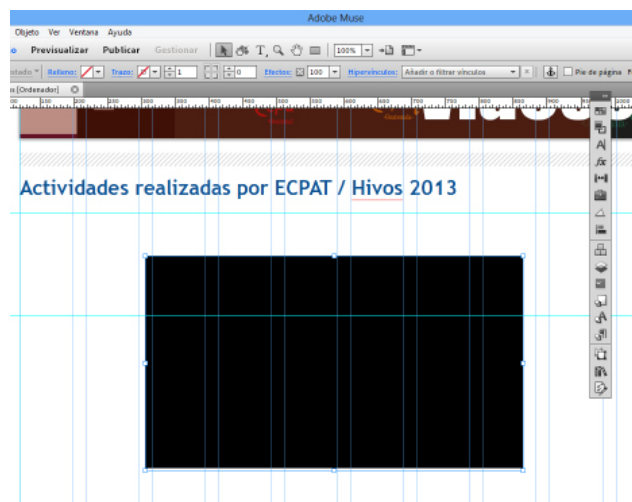 Adobe Muse
Objeto Ver Ventana Ayuda
Previsualizar Publicar Gestionar 100%
Relleno: Trazo: 1 0 Efectos: 100 Hipervínculos: Añadir o filtrar vínculos Pie de página
[Ordenador]
Actividades realizadas por ECPAT / Hivos 2013